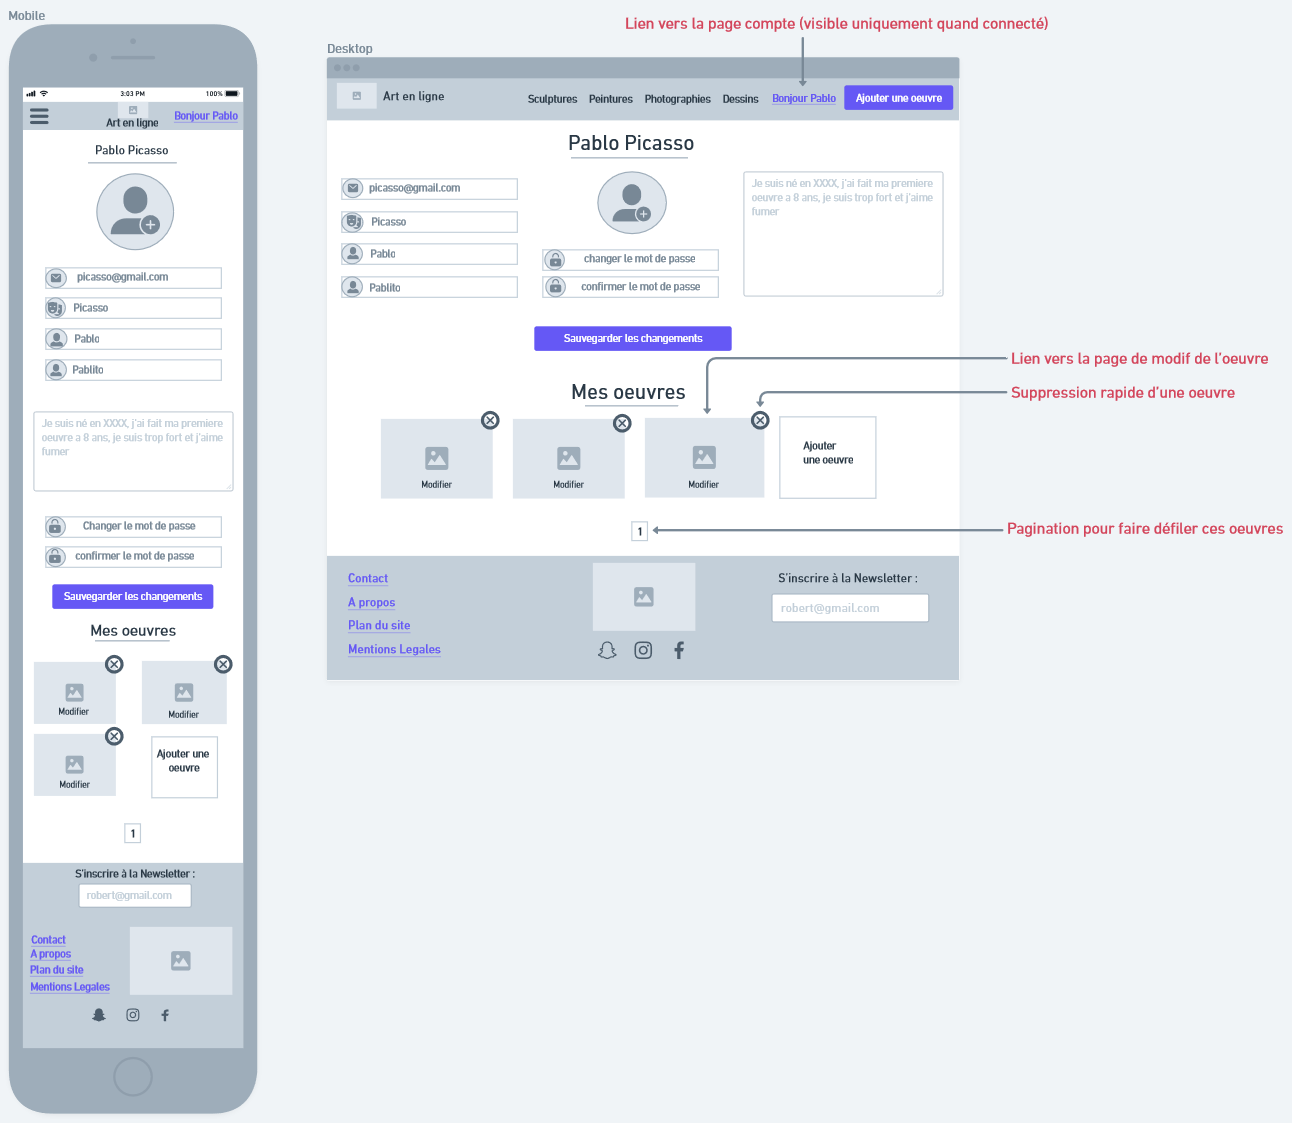 Mobile
3:03 PM
100%
Bonjour Pablo
Art en ligne
Pablo Picasso
picasso@gmail.com
Picasso
Pablo
Pablito
Je suis né en XXXX, j'ai fait ma premiere
oeuvre a 8 ans, je suis trop fort et j'aime
fumer
Changer le mot de passe
confirmer le mot de passe
Sauvegarder les changements
Mes oeuvres
Modifier
Modifier
Modifier
Ajouter une
oeuvre
1
S'inscrire à la Newsletter :
robert@gmail.com
Contact
A propos
Plan du site
Mentions Legales
Lien vers la page compte (visible uniquement quand connecté)
Desktop
Art en ligne
Sculptures
Peintures
Photographies
Dessins
Bonjour Pablo
Ajouter une oeuvre
Pablo Picasso
picasso@gmail.com
Picasso
Pablo
Pablito
changer le mot de passe
confirmer le mot de passe
Je suis né en XXXX, j'ai fait ma premiere
oeuvre a 8 ans, je suis trop fort et j'aime
fumer
Sauvegarder les changements
Lien vers la page de modif de l'oeuvre
Suppression rapide d'une oeuvre
Mes oeuvres
Modifier
Modifier
Modifier
Ajouter
une oeuvre
1
Pagination pour faire défiler ces oeuvres
Contact
A propos
Plan du site
Mentions Legales
S'inscrire à la Newsletter :
robert@gmail.com